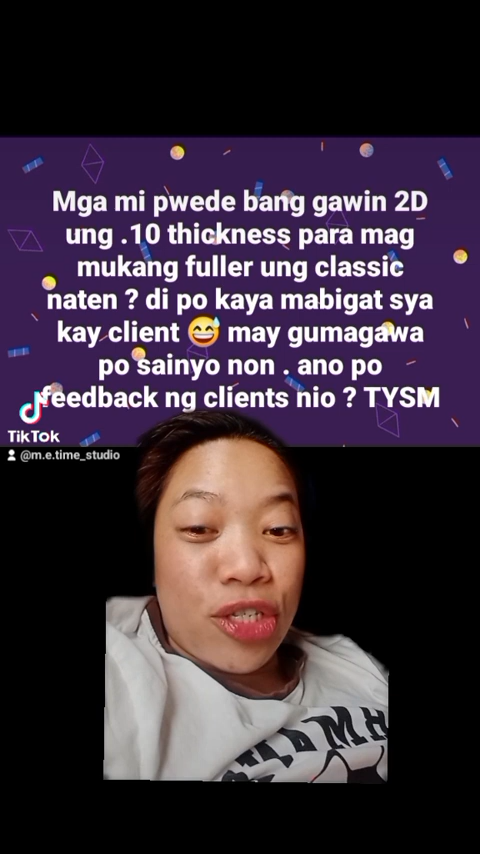 Mga mi pwede bang gawin 2D
ung .10 thickness para mag
mukang fuller ung classic
naten ? di po kaya mabigat sya
kay client 😅 may gumagawa
po sainyo non . ano po
feedback ng clients nio ? TYSM
TikTok
@m.e.time_studio